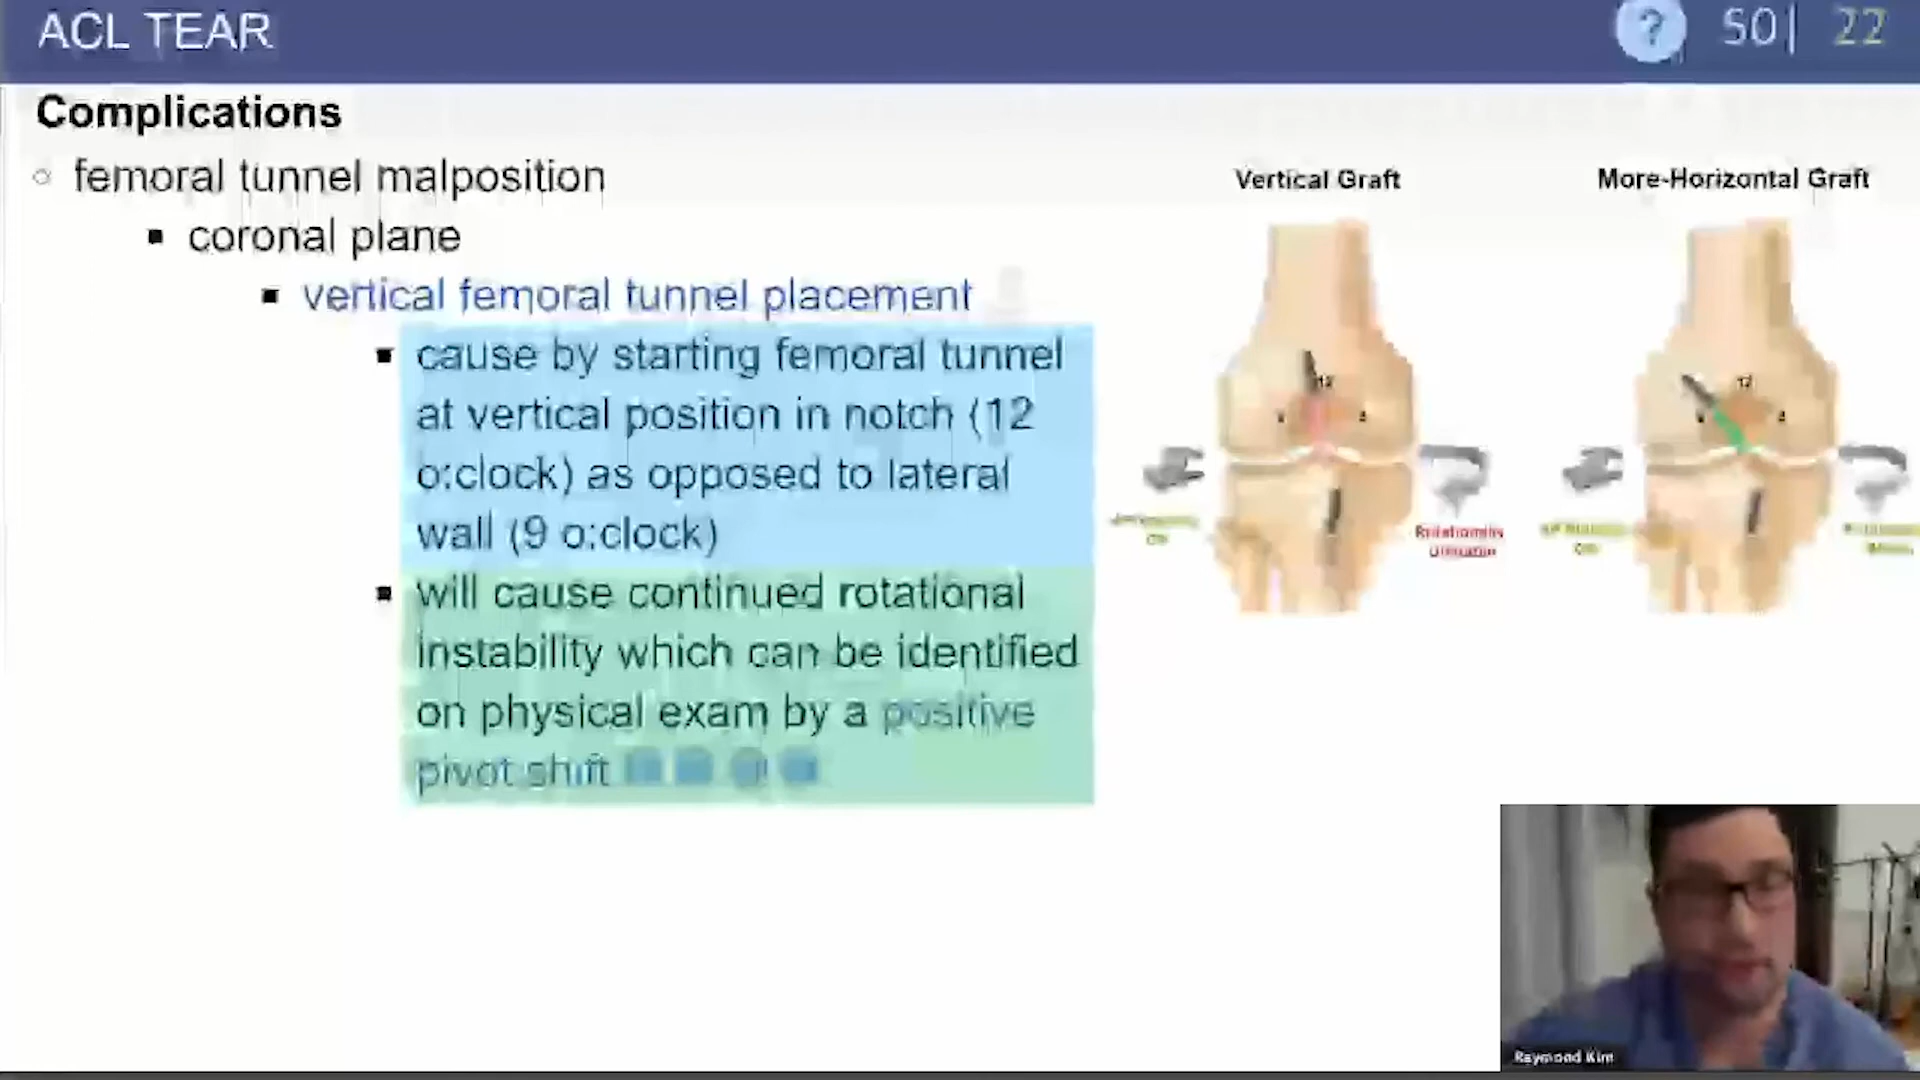 ACL TEAR
? 50| 22
Complications
femoral tunnel malposition
coronal plane
vertical femoral tunnel placement
cause by starting femoral tunnel
at vertical position in notch (12
o:clock) as opposed to lateral
wall (9 o:clock)
will cause continued rotational
instability which can be identified
on physical exam by a positive
pivot shift
Vertical Graft
More-Horizontal Graft
12
12
Raymond Kim